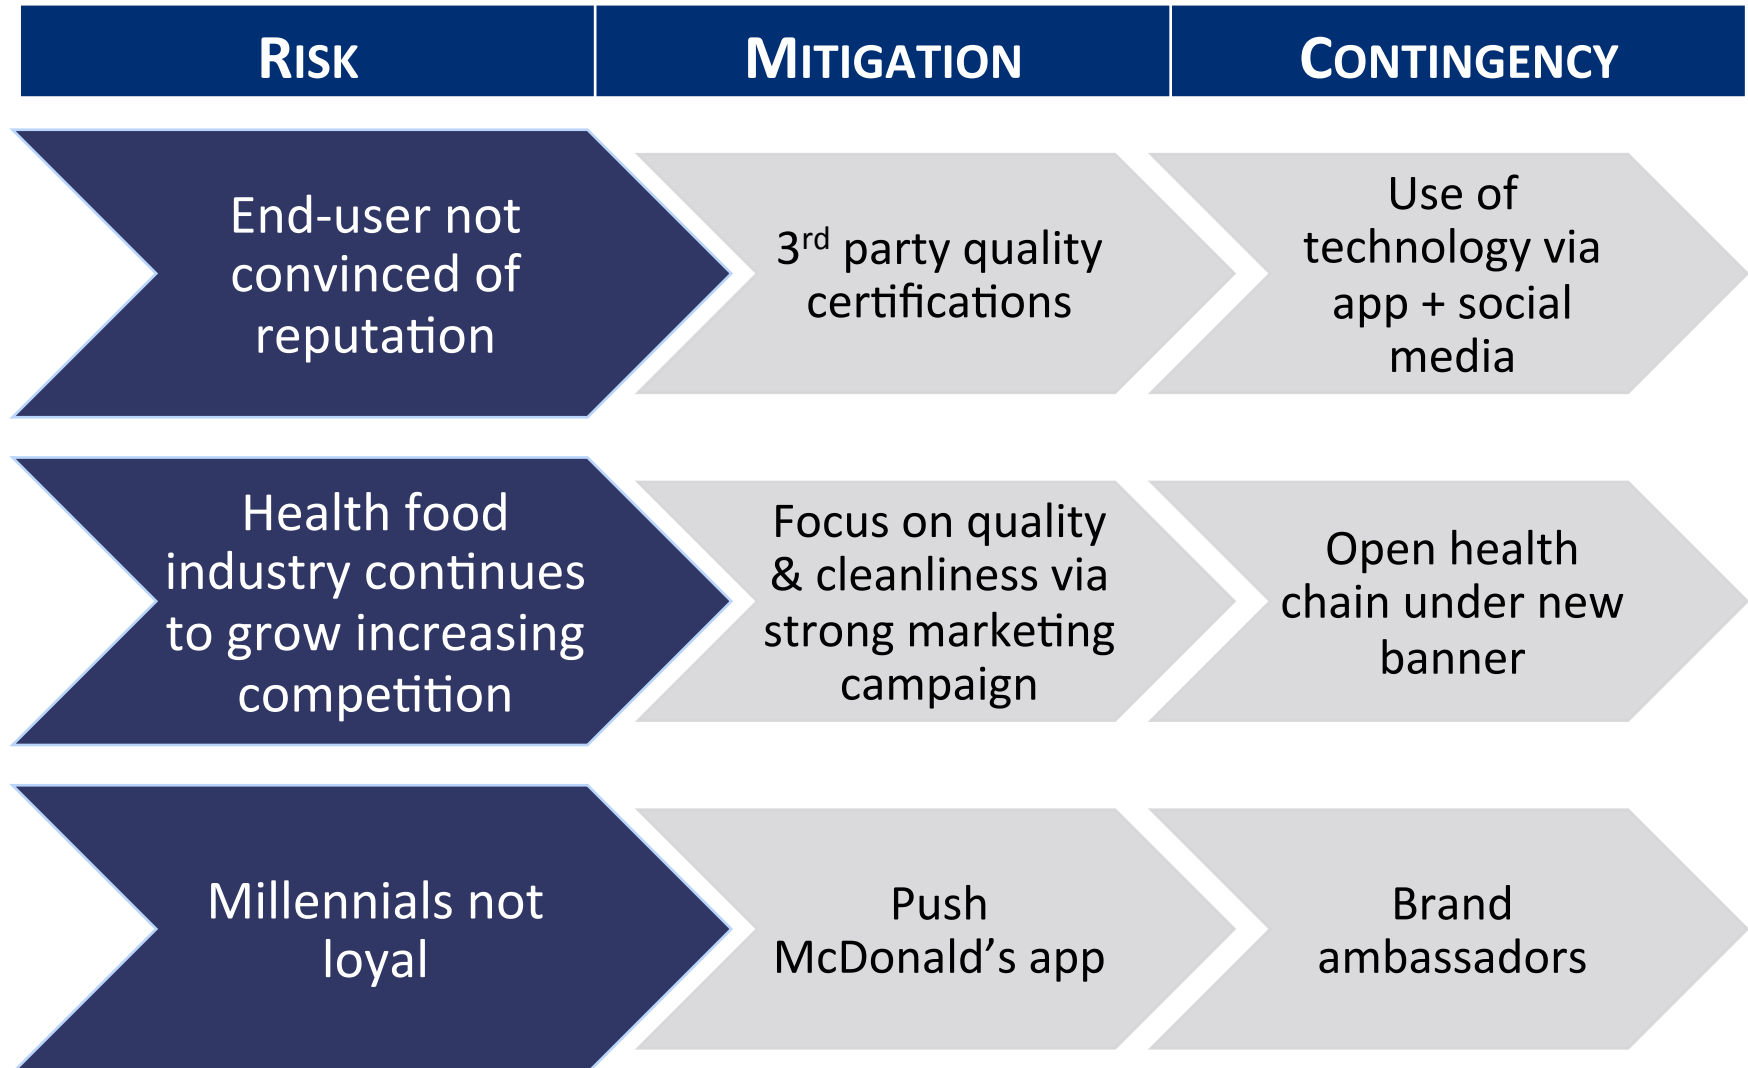 RISK
MITIGATION
CONTINGENCY
End-user not
convinced of
reputation
3rd party quality
certifications
Use of
technology via
app + social
media
Health food
industry continues
to grow increasing
competition
Focus on quality
& cleanliness via
strong marketing
campaign
Open health
chain under new
banner
Millennials not
loyal
Push
McDonald’s app
Brand
ambassadors